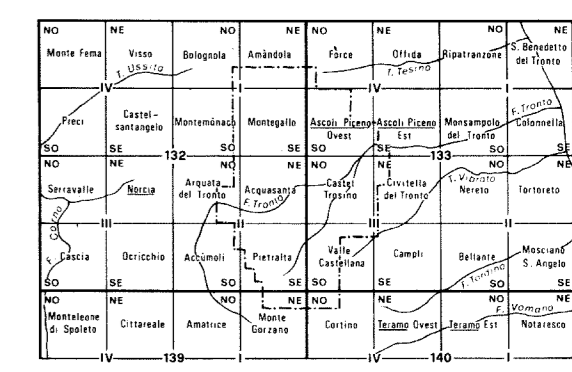 NO NE NO NE NO NE NO NE
Monte Fema Visso Bolognola Amàndola Force Offida Ripatranzone S. Benedetto
del Tronto
T. Ussita T. Tesino
IV I IV I
Preci Castel-
santangelo Montemònaco Montegallo Ascoli Piceno
Ovest Ascoli Piceno
Est Monsampolo
del Tronto Colonnella
F. Tronto
SO SE SO SE SO SE SO SE
132 133
NO NE NO NE NO NE NO NE
Serravalle Norcia Arquata
del Tronto Acquasanta Castel
Trosino Civitella
del Tronto Nereto Tortoreto
F. Tronto T. Vibrata
F. Corno
III II III II
Càscia Ocricchio Accùmoli Pietralta Valle
Castellana Campli Bellante Mosciano
S. Angelo
F. Tordino
SO SE SO SE SO SE SO SE
NO NE NO NE NO NE NO NE
F. Vomano
Monteleone
di Spoleto Cittareale Amatrice Monte
Gorzano Cortino Teramo Ovest Teramo Est Notaresco
IV 139 I IV 140 I